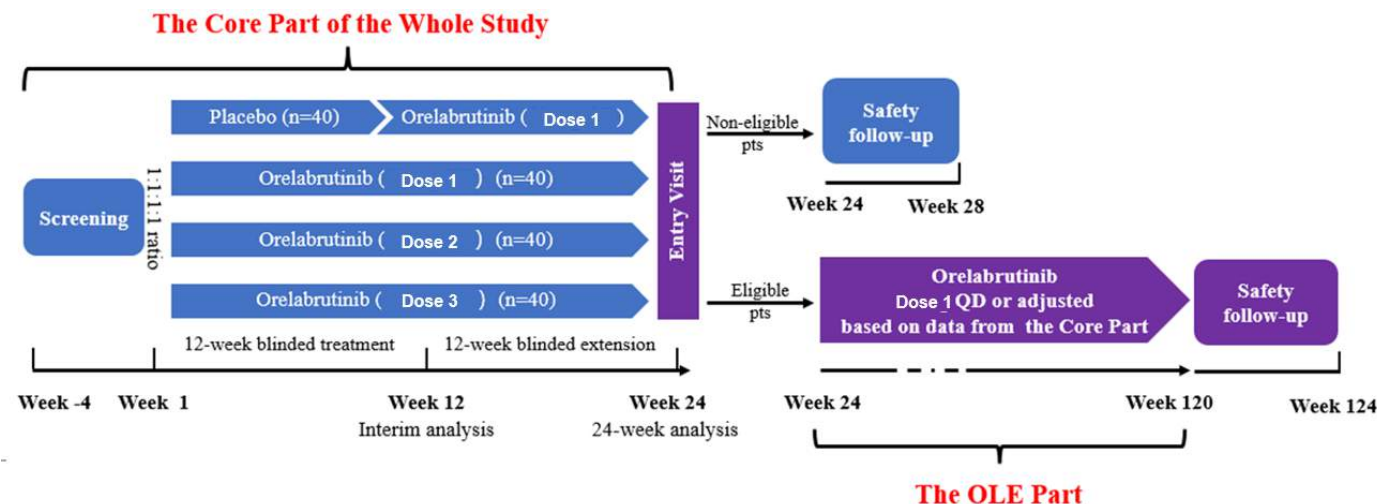 The Core Part of the Whole Study
Screening
1:1:1:1 ratio
Placebo (n=40)
Orelabrutinib ( Dose 1 )
Orelabrutinib ( Dose 1 ) (n=40)
Orelabrutinib ( Dose 2 ) (n=40)
Orelabrutinib ( Dose 3 ) (n=40)
12-week blinded treatment
12-week blinded extension
Week -4
Week 1
Week 12
Interim analysis
Week 24
24-week analysis
Entry Visit
Non-eligible
pts
Safety
follow-up
Week 24
Week 28
Eligible
pts
Orelabrutinib
Dose 1 QD or adjusted
based on data from the Core Part
Safety
follow-up
Week 24
Week 120
Week 124
The OLE Part